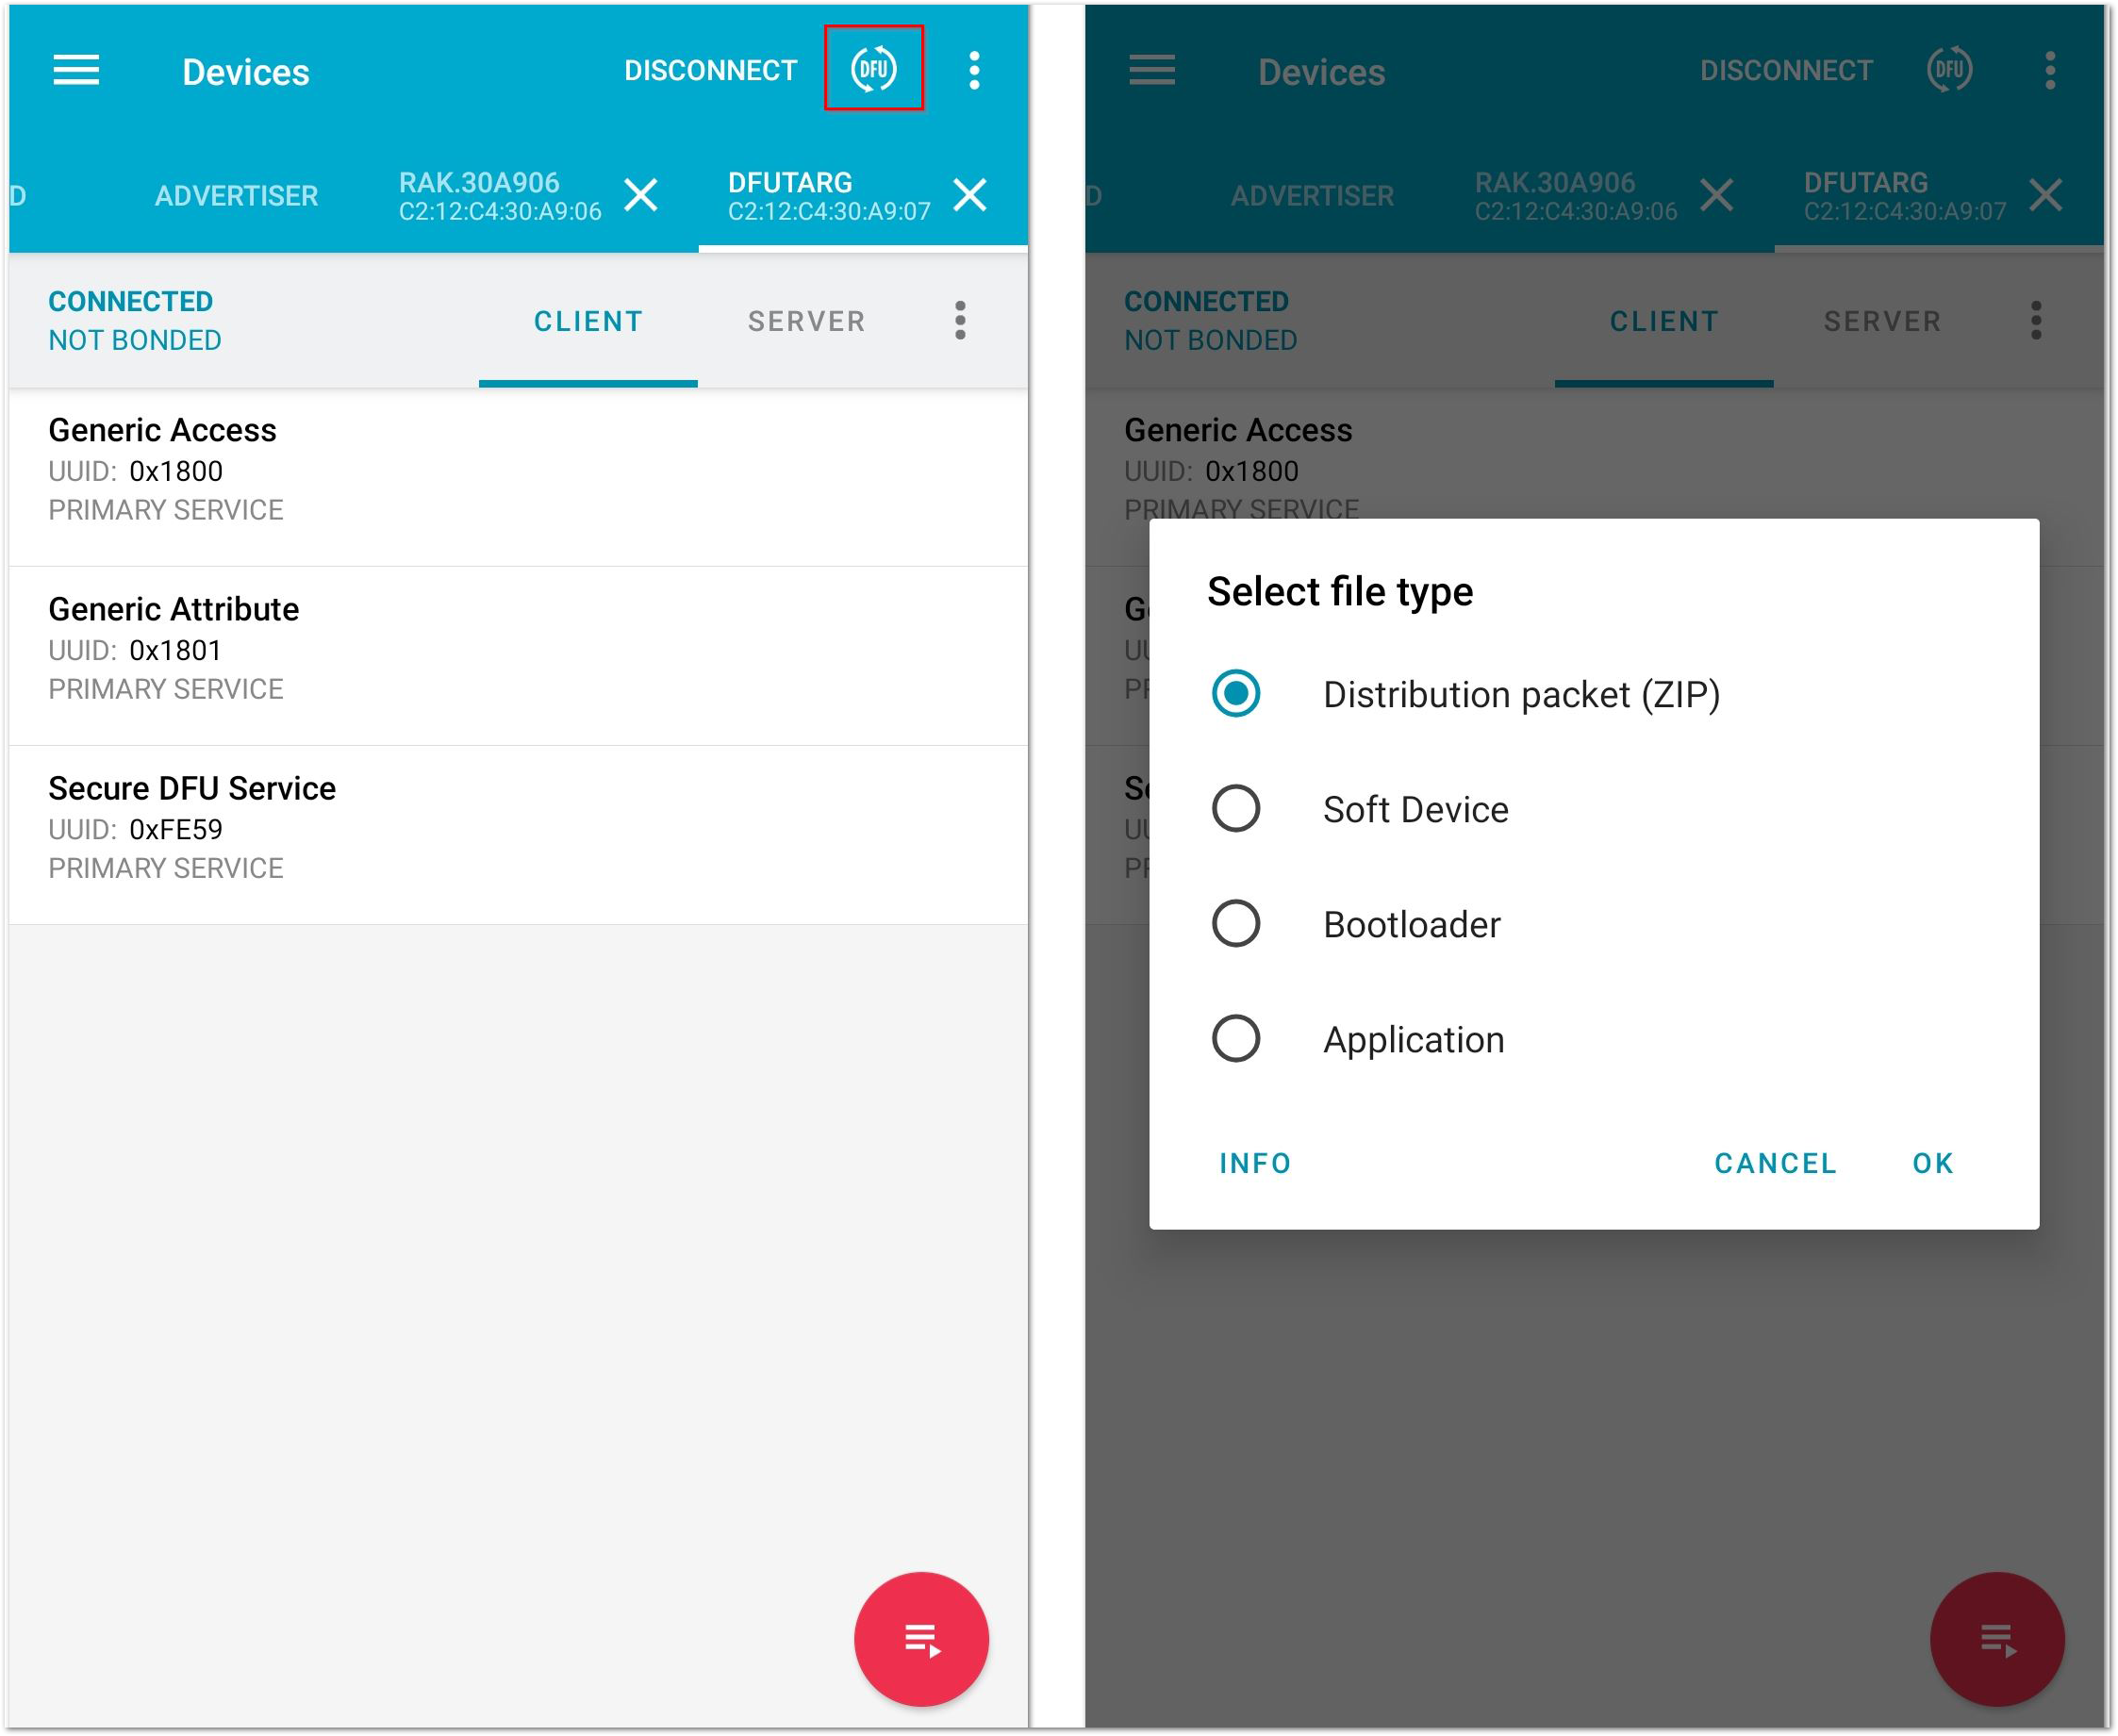 Devices
DISCONNECT
DFU
D
ADVERTISER
RAK.30A906
C2:12:C4:30:A9:06
DFUTARG
C2:12:C4:30:A9:07
CONNECTED
NOT BONDED
CLIENT
SERVER
Generic Access
UUID: 0x1800
PRIMARY SERVICE
Generic Attribute
UUID: 0x1801
PRIMARY SERVICE
Secure DFU Service
UUID: 0xFE59
PRIMARY SERVICE
Devices
DISCONNECT
DFU
D
ADVERTISER
RAK.30A906
C2:12:C4:30:A9:06
DFUTARG
C2:12:C4:30:A9:07
CONNECTED
NOT BONDED
CLIENT
SERVER
Generic Access
UUID: 0x1800
PRIMARY SERVICE
Select file type
Distribution packet (ZIP)
Soft Device
Bootloader
Application
INFO
CANCEL
OK